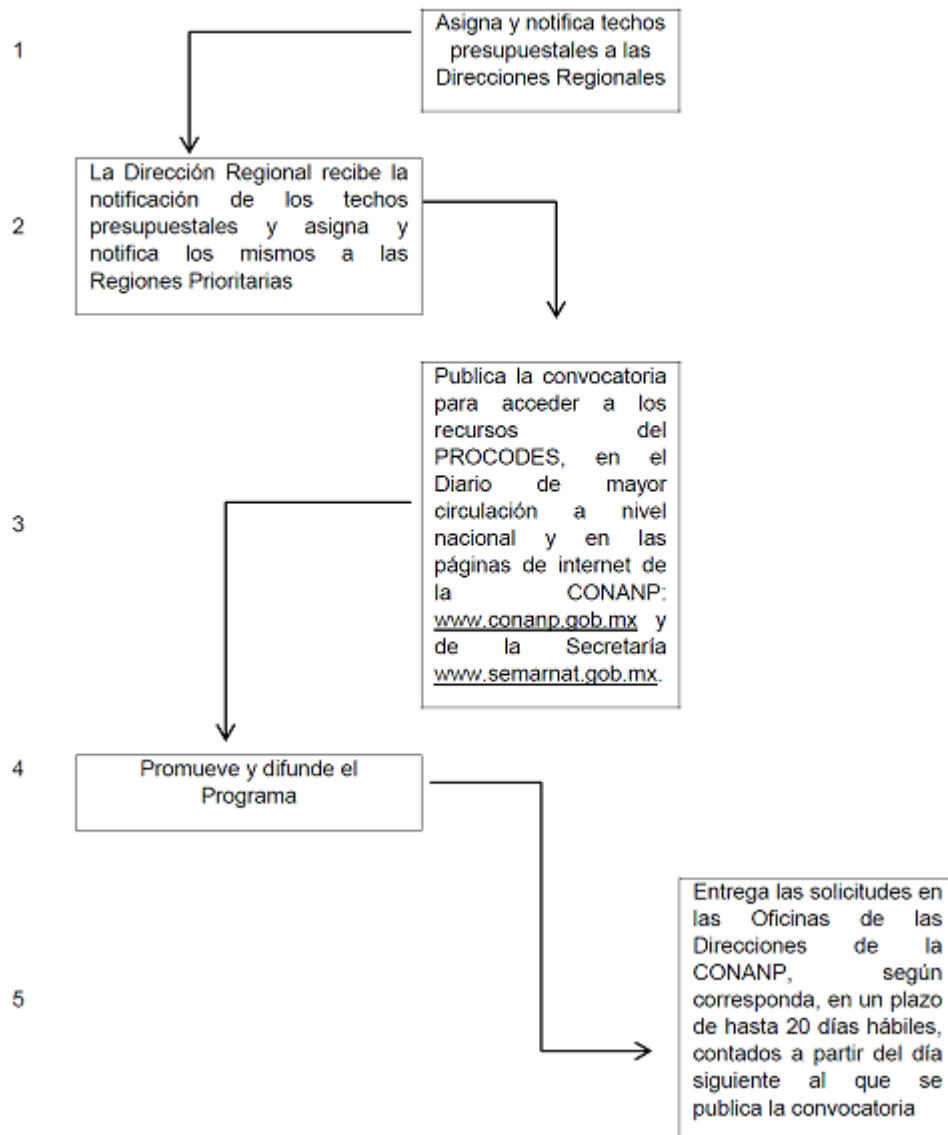 1
Asigna y notifica techos
presupuestales a las
Direcciones Regionales
2
La Dirección Regional recibe la
notificación de los techos
presupuestales y asigna y
notifica los mismos a las
Regiones Prioritarias
3
Publica la convocatoria
para acceder a los
recursos del
PROCODES, en el
Diario de mayor
circulación a nivel
nacional y en las
páginas de internet de
la CONANP:
www.conanp.gob.mx y
de la Secretaría
www.semarnat.gob.mx.
4
Promueve y difunde el
Programa
5
Entrega las solicitudes en
las Oficinas de las
Direcciones de la
CONANP, según
corresponda, en un plazo
de hasta 20 días hábiles,
contados a partir del día
siguiente al que se
publica la convocatoria